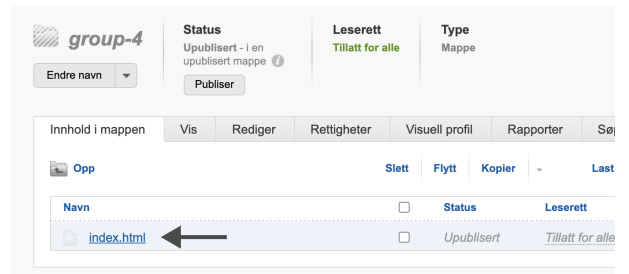 group-4
Endre navn
Status
Upublisert - i en
upublisert mappe i
Publiser
Leserett
Tillatt for alle
Type
Mappe
Innhold i mappen Vis Rediger Rettigheter Visuell profil Rapporter
Opp Slett Flytt Kopier Last
Navn Status Leserett
index.html Upublisert Tillatt for alle